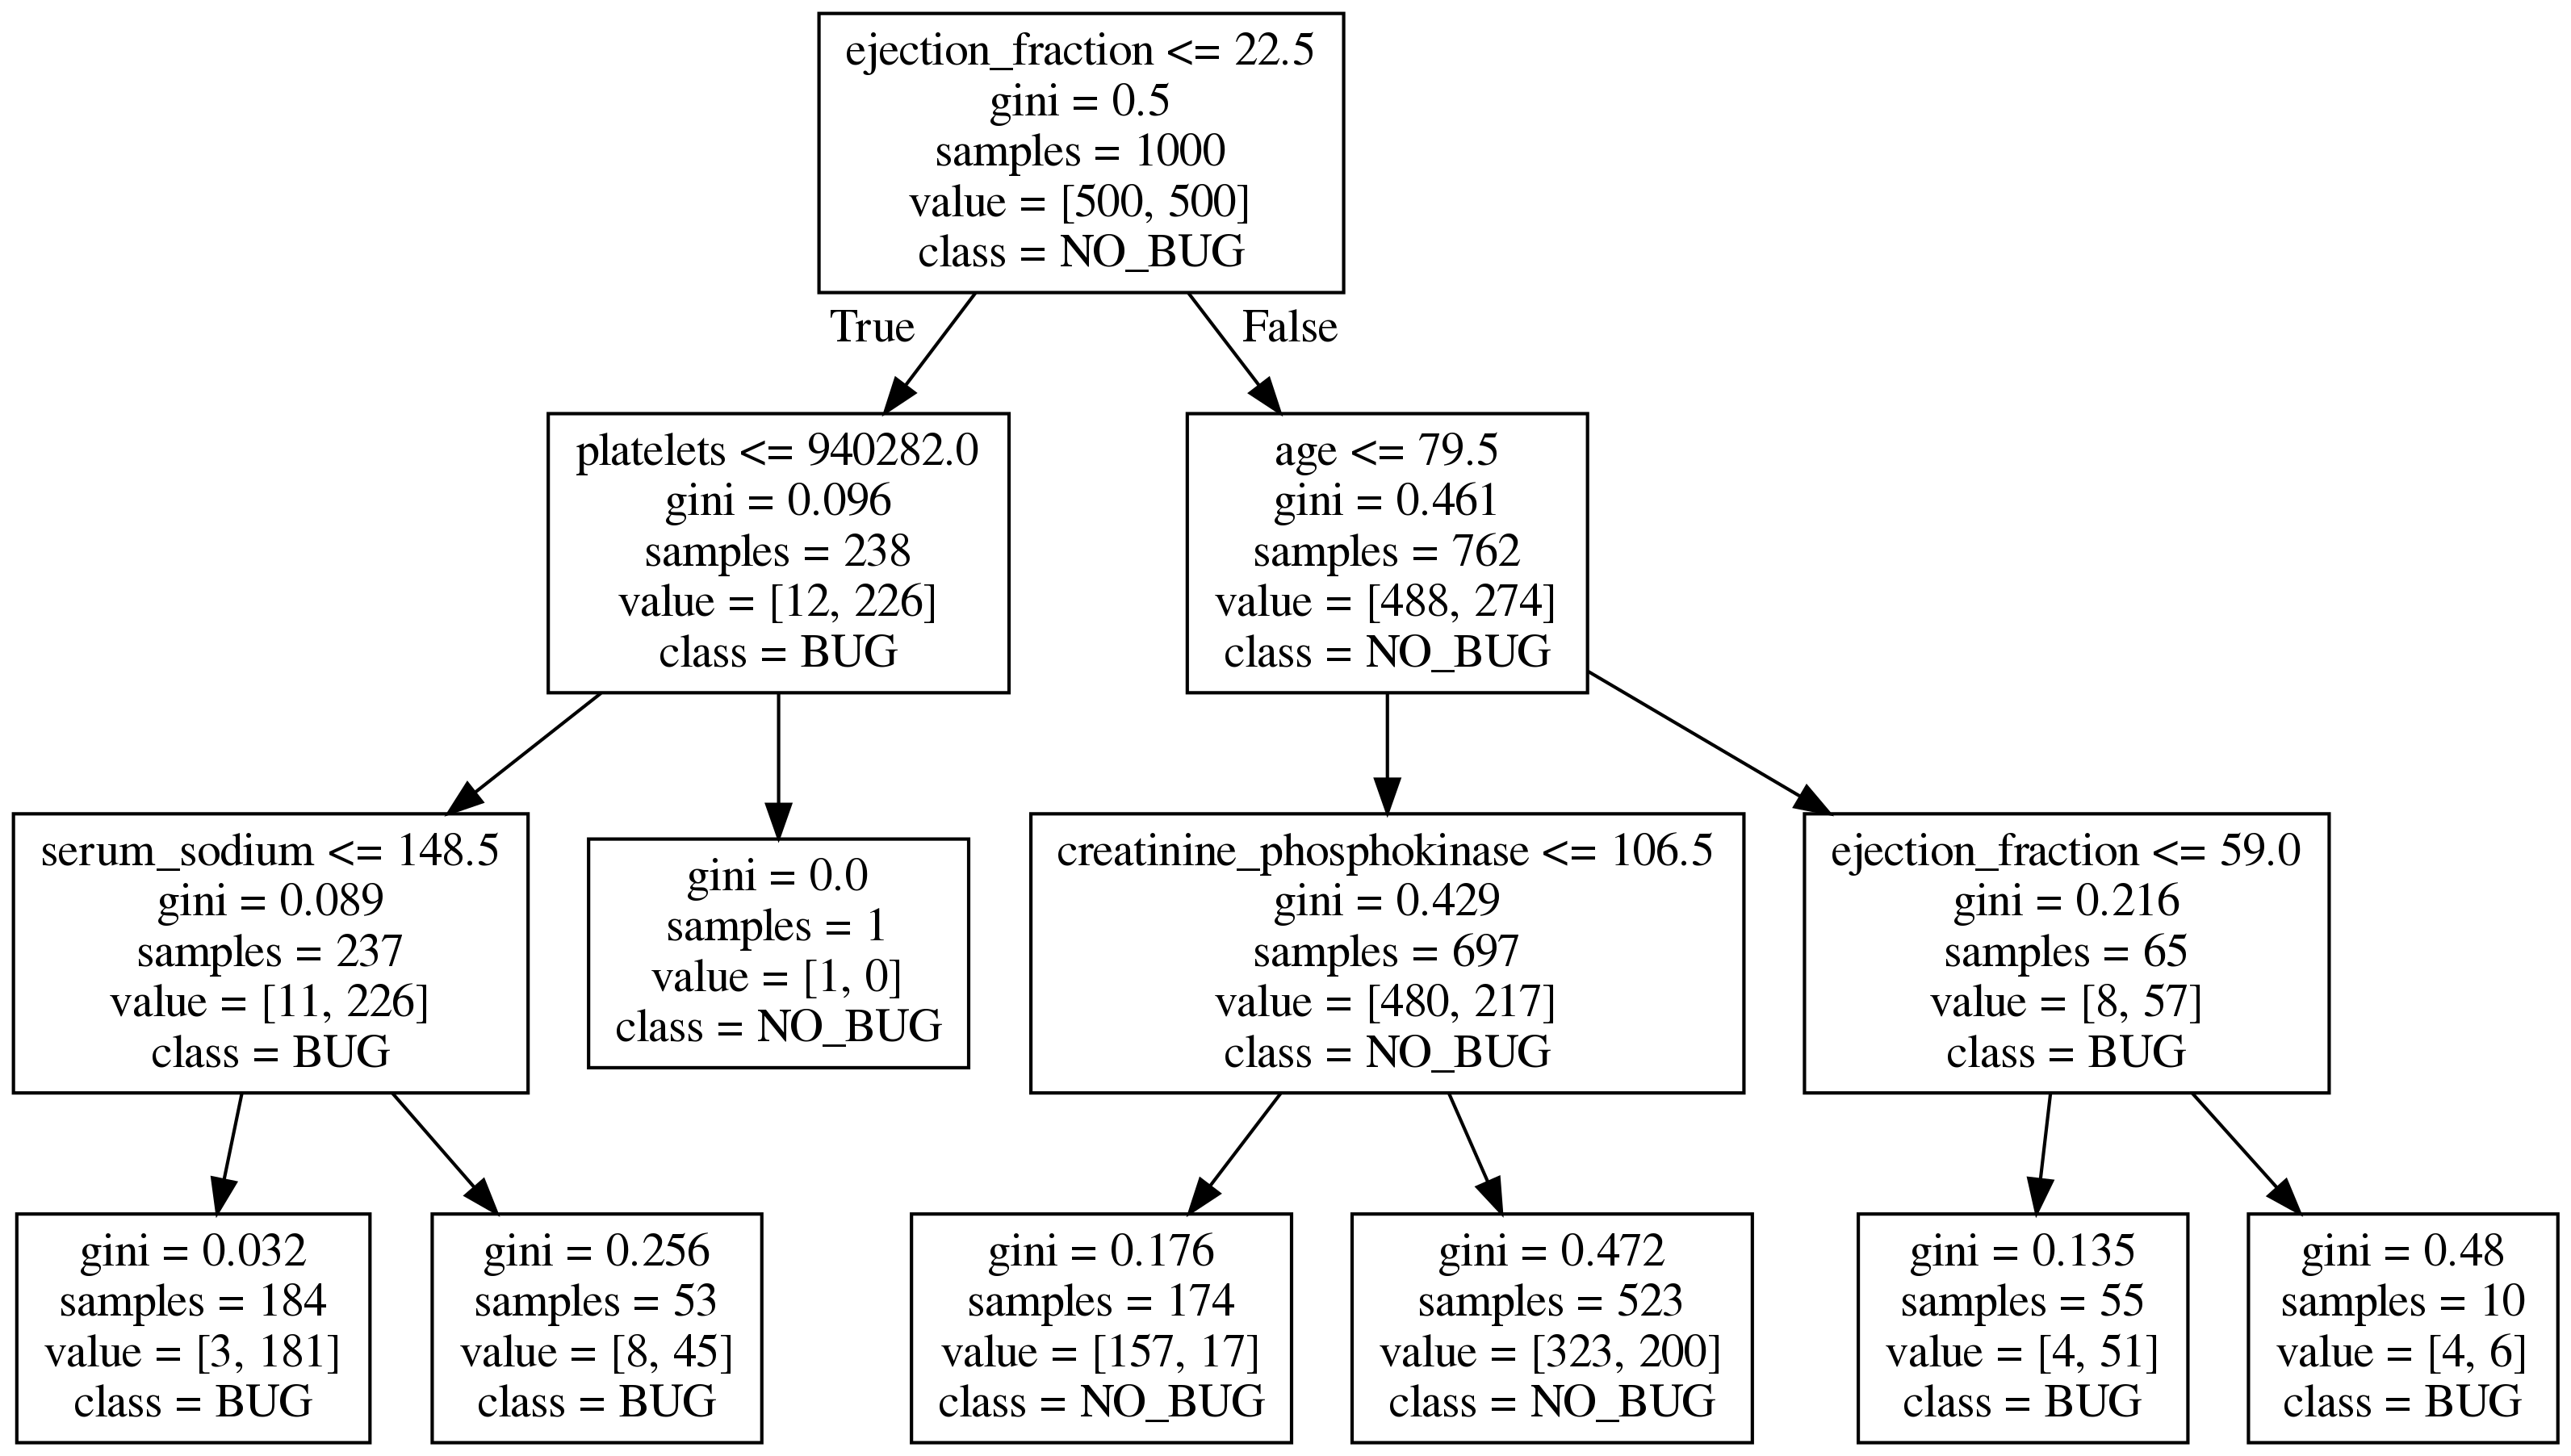 ejection_fraction <= 22.5
gini = 0.5
samples = 1000
value = [500, 500]
class = NO_BUG
True
False
platelets <= 940282.0
gini = 0.096
samples = 238
value = [12, 226]
class = BUG
age <= 79.5
gini = 0.461
samples = 762
value = [488, 274]
class = NO_BUG
serum_sodium <= 148.5
gini = 0.089
samples = 237
value = [11, 226]
class = BUG
gini = 0.0
samples = 1
value = [1, 0]
class = NO_BUG
creatinine_phosphokinase <= 106.5
gini = 0.429
samples = 697
value = [480, 217]
class = NO_BUG
ejection_fraction <= 59.0
gini = 0.216
samples = 65
value = [8, 57]
class = BUG
gini = 0.032
samples = 184
value = [3, 181]
class = BUG
gini = 0.256
samples = 53
value = [8, 45]
class = BUG
gini = 0.176
samples = 174
value = [157, 17]
class = NO_BUG
gini = 0.472
samples = 523
value = [323, 200]
class = NO_BUG
gini = 0.135
samples = 55
value = [4, 51]
class = BUG
gini = 0.48
samples = 10
value = [4, 6]
class = BUG